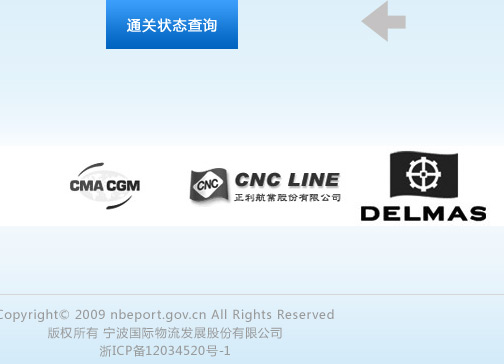 通关状态查询
CMA CGM
CNC
CNC LINE
正利航業股份有限公司
DELMAS
Copyright© 2009 nbeport.gov.cn All Rights Reserved
版权所有 宁波国际物流发展股份有限公司
浙ICP备12034520号-1